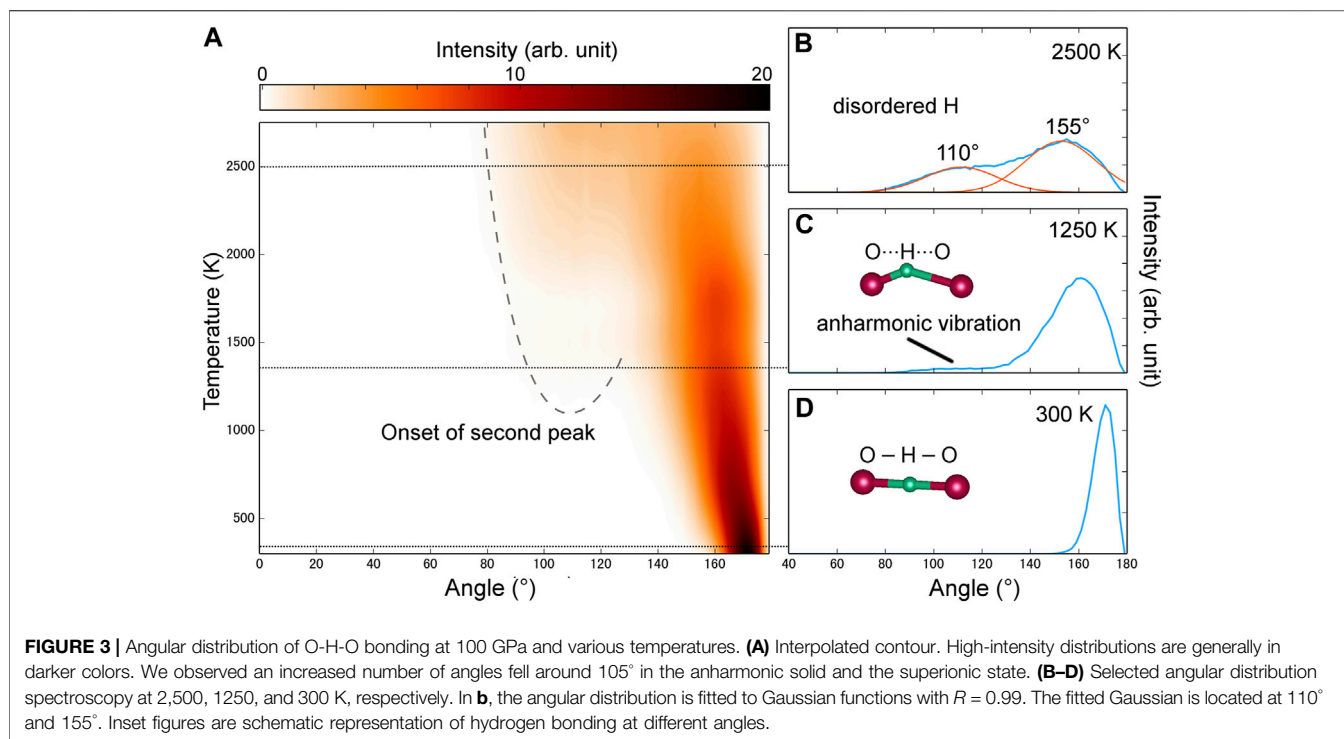 A
Intensity (arb. unit)
0 10 20
2500
2000
1500
1000
500
Temperature (K)
Onset of second peak
0 20 40 60 80 100 120 140 160
Angle (°)
B
2500 K
disordered H
110°
155°
C
1250 K
O···H···O
anharmonic vibration
D
300 K
O – H – O
40 60 80 100 120 140 160 180
Angle (°)
Intensity (arb. unit)
FIGURE 3 | Angular distribution of O-H-O bonding at 100 GPa and various temperatures. (A) Interpolated contour. High-intensity distributions are generally in
darker colors. We observed an increased number of angles fell around 105° in the anharmonic solid and the superionic state. (B–D) Selected angular distribution
spectroscopy at 2,500, 1250, and 300 K, respectively. In b, the angular distribution is fitted to Gaussian functions with R = 0.99. The fitted Gaussian is located at 110°
and 155°. Inset figures are schematic representation of hydrogen bonding at different angles.